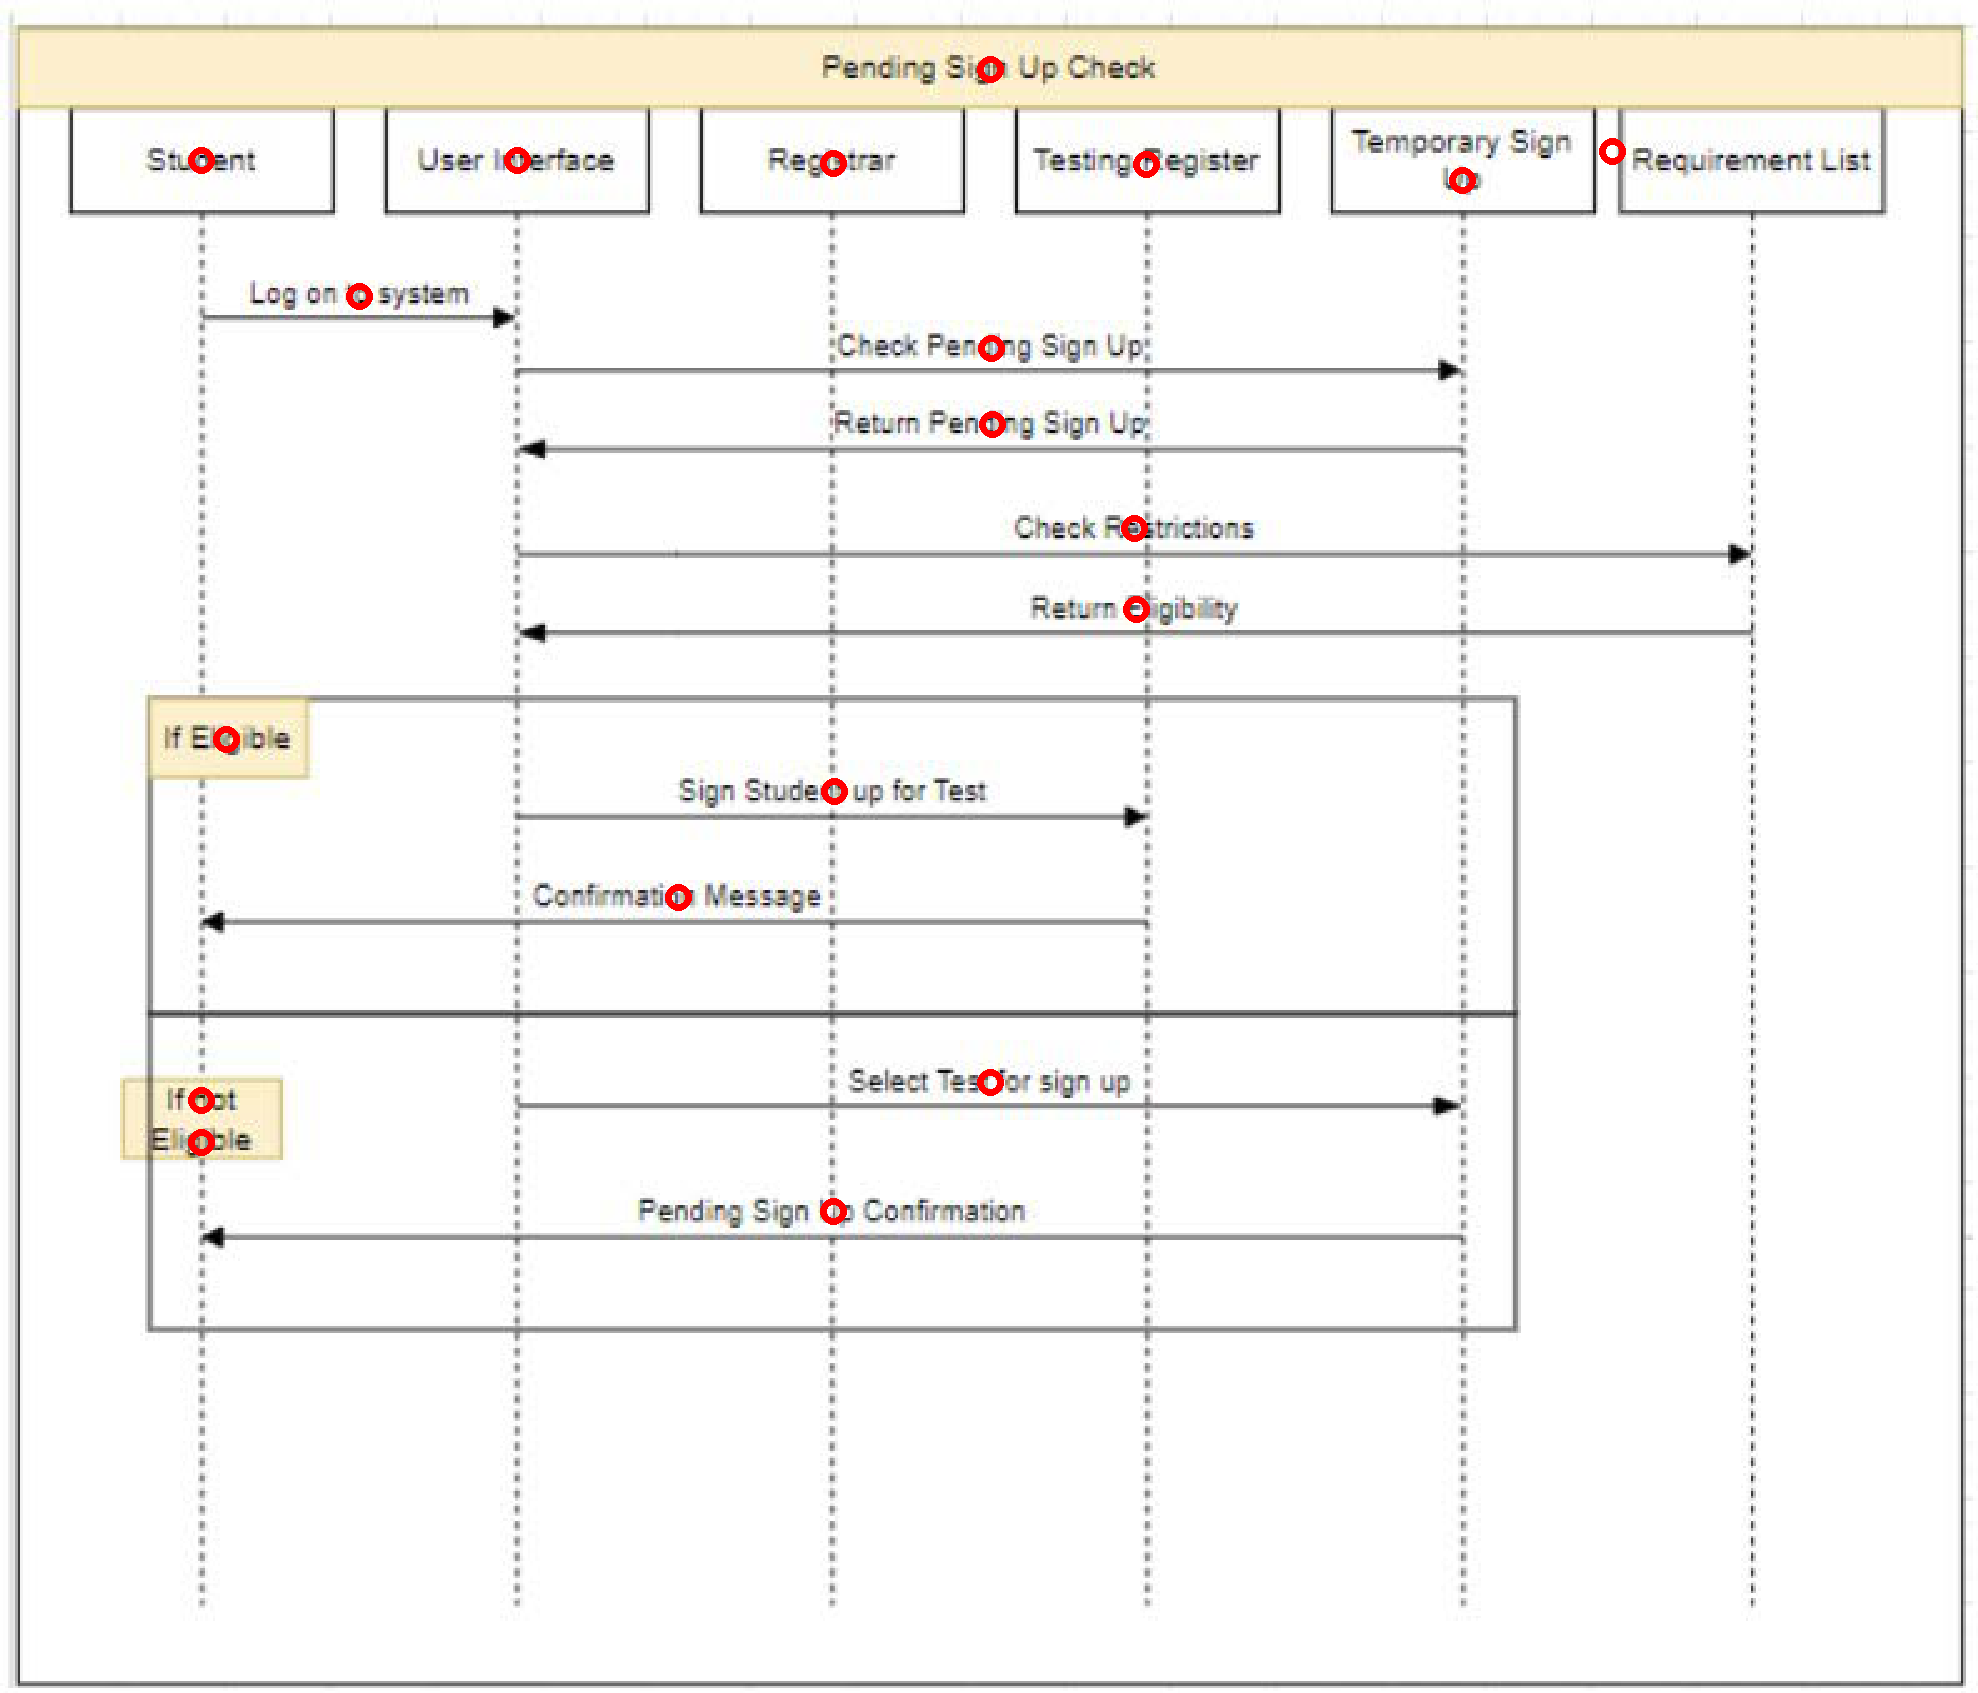 Pending Sign Up Check
Student
User Interface
Registrar
Testing Register
Temporary Sign
Up
Requirement List
Log on to system
Check Pending Sign Up
Return Pending Sign Up
Check Restrictions
Return Eligibility
If Eligible
Sign Student up for Test
Confirmation Message
Select Test for sign up
If not
Eligible
Pending Sign Up Confirmation